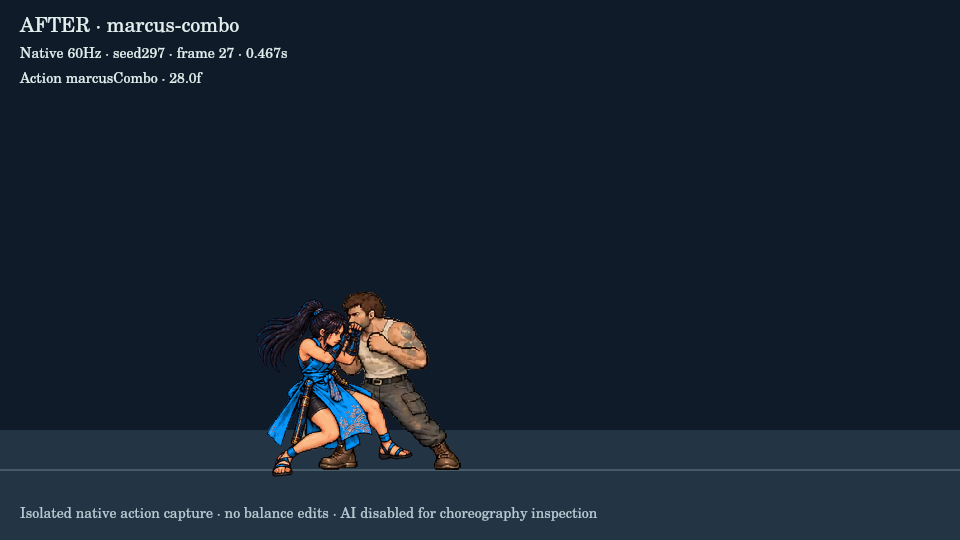 AFTER · marcus-combo
Native 60Hz · seed297 · frame 27 · 0.467s
Action marcusCombo · 28.0f
Isolated native action capture · no balance edits · AI disabled for choreography inspection